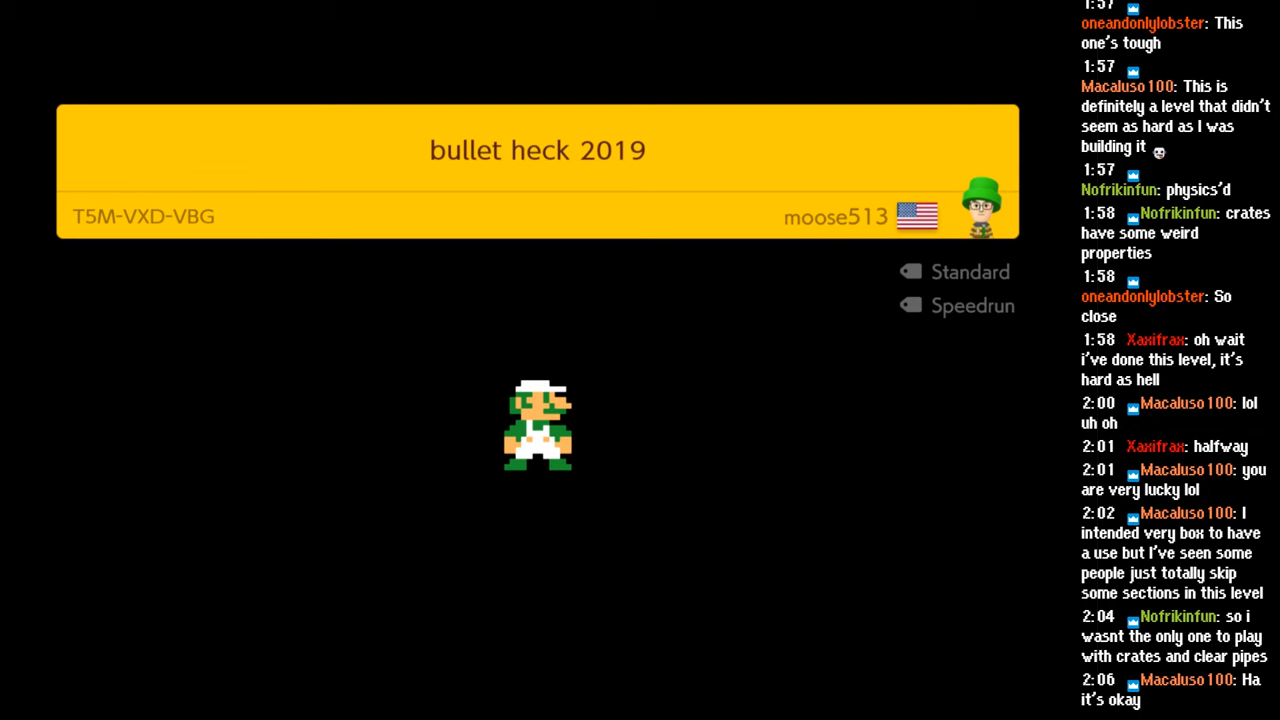 bullet heck 2019
T5M-VXD-VBG
moose513
Standard
Speedrun
1:57
oneandonlylobster: This
one's tough
1:57
Macaluso100: This is
definitely a level that didn't
seem as hard as I was
building it
1:57
Nofrikinfun: physics'd
1:58 Nofrikinfun: crates
have some weird
properties
1:58
oneandonlylobster: So
close
1:58 Xaxifrax: oh wait
i've done this level, it's
hard as hell
2:00 Macaluso100: lol
uh oh
2:01 Xaxifrax: halfway
2:01 Macaluso100: you
are very lucky lol
2:02 Macaluso100: I
intended very box to have
a use but I've seen some
people just totally skip
some sections in this level
2:04 Nofrikinfun: so i
wasnt the only one to play
with crates and clear pipes
2:06 Macaluso100: Ha
it's okay